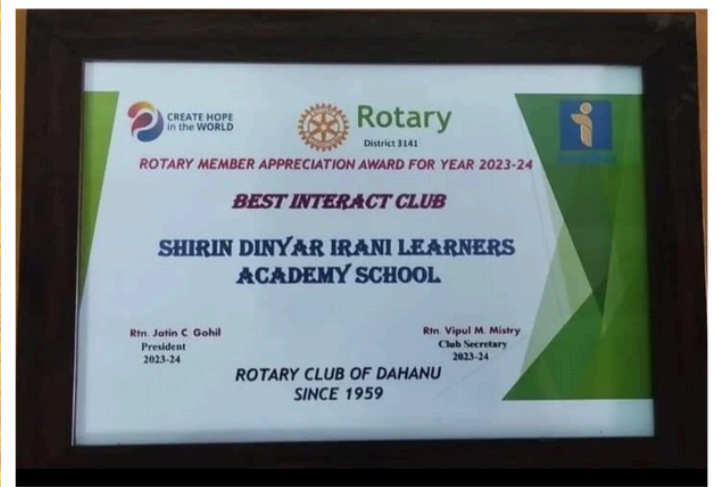 CREATE HOPE
in the WORLD
Rotary
District 3141
ROTARY MEMBER APPRECIATION AWARD FOR YEAR 2023-24
BEST INTERACT CLUB
SHIRIN DINYAR IRANI LEARNERS
ACADEMY SCHOOL
Rtn. Jatin C. Gohil
President
2023-24
Rtn. Vipul M. Mistry
Club Secretary
2023-24
ROTARY CLUB OF DAHANU
SINCE 1959